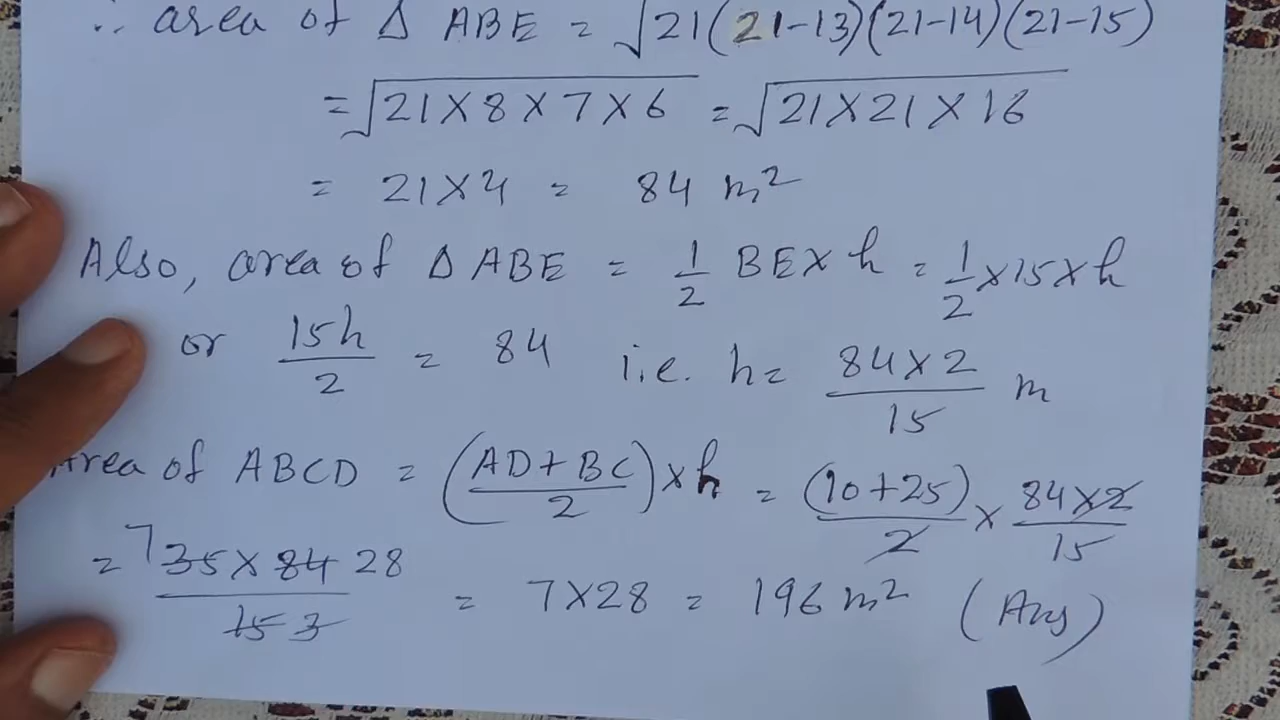 ∴ area of Δ ABE = √21(21-13)(21-14)(21-15)
= √21×8×7×6 = √21×21×16
= 21×4 = 84 m²
Also, area of Δ ABE = 1/2 BE × h = 1/2 ×15×h
or 15h/2 = 84 i.e. h = 84×2/15 m
Area of ABCD = (AD+BC/2)×h = (10+25)/2 × 84×2/15
= 7 35×84 28/15 3 = 7×28 = 196 m² (Ans)